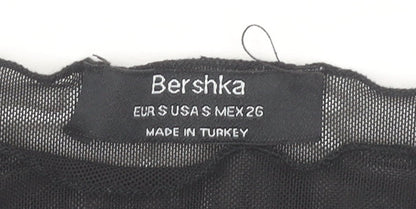 Bershka
EUR S USA S MEX 26
MADE IN TURKEY